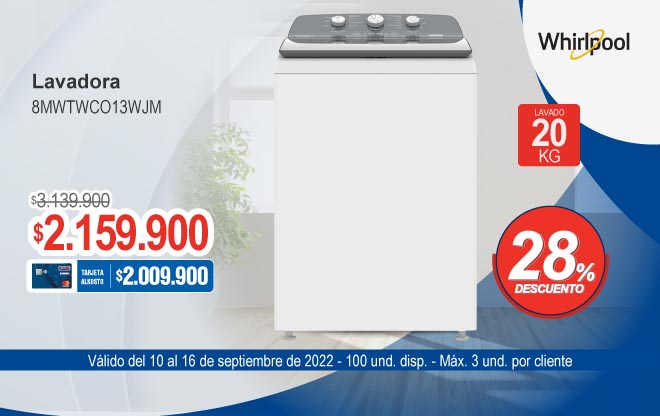 Whirlpool
Lavadora
8MWTWCO13WJM
LAVADO
20
KG
$3.139.900
$2.159.900
TARJETA
ALKOSTO
$2.009.900
28%
DESCUENTO
Válido del 10 al 16 de septiembre de 2022 - 100 und. disp. - Máx. 3 und. por cliente